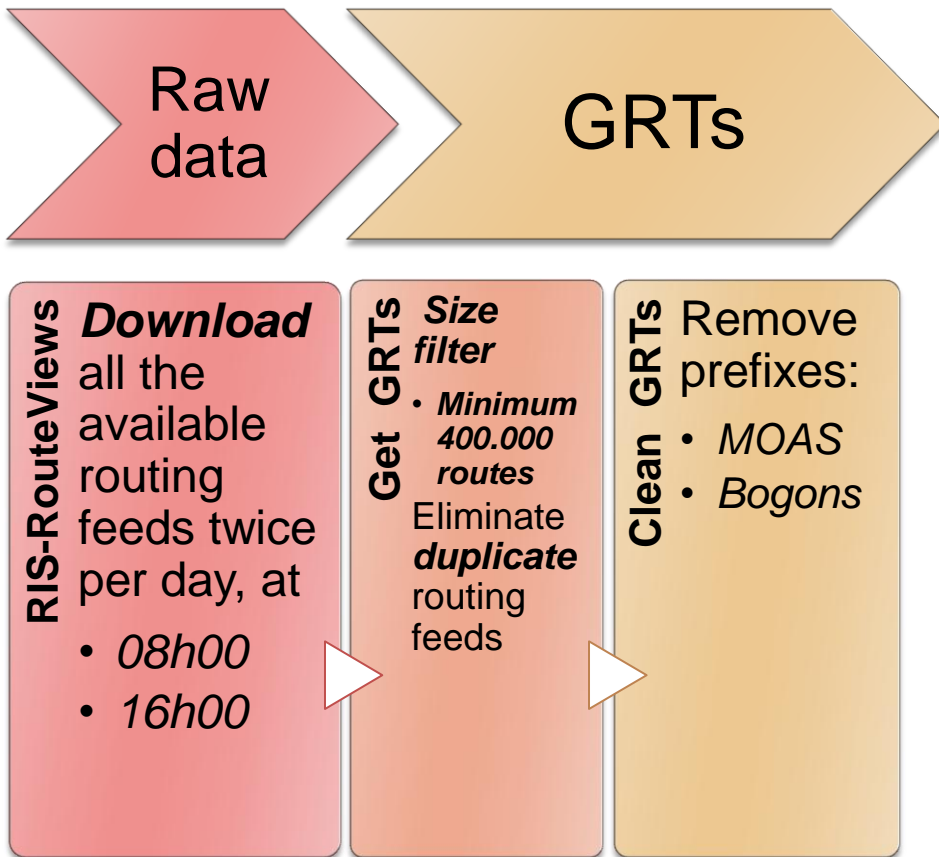 Raw
data
GRTs
RIS-RouteViews
Download
all the
available
routing
feeds twice
per day, at
• 08h00
• 16h00
Get GRTs
Size
filter
• Minimum
400.000
routes
Eliminate
duplicate
routing
feeds
Clean GRTs
Remove
prefixes:
• MOAS
• Bogons